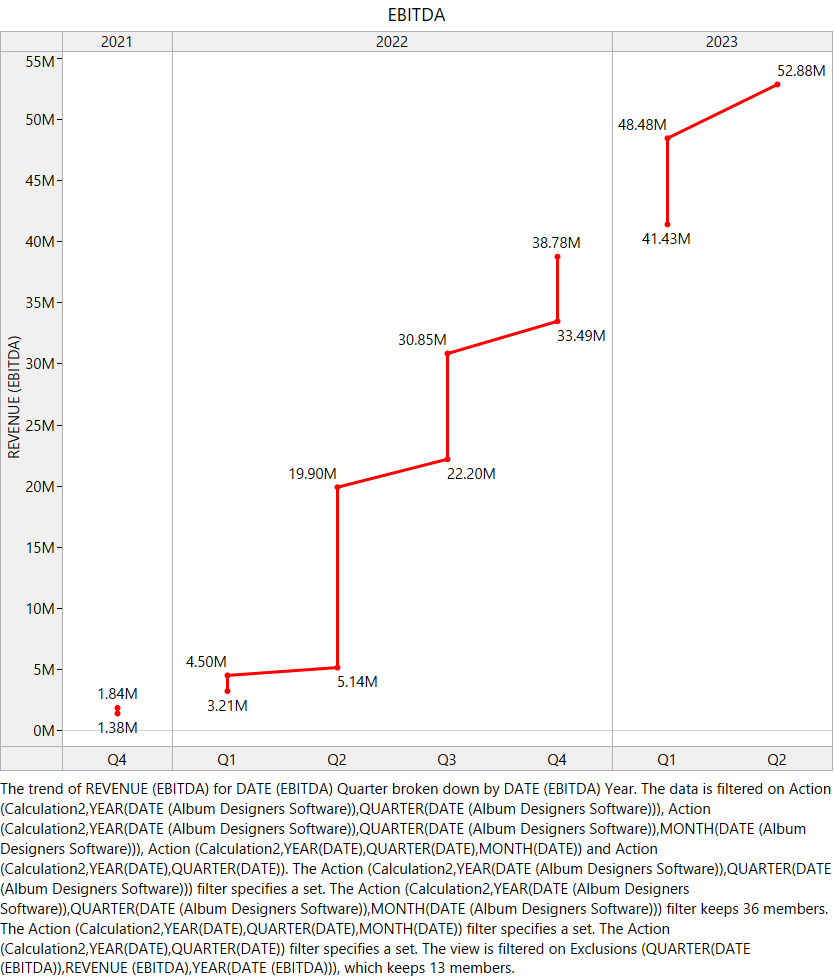 EBITDA
2021 2022 2023
55M
52.88M
50M
48.48M
45M
40M
41.43M
38.78M
35M
33.49M
30.85M
30M
25M
22.20M
19.90M
20M
15M
10M
5M
4.50M
5.14M
3.21M
1.84M
1.38M
0M
REVENUE (EBITDA)
Q4 Q1 Q2 Q3 Q4 Q1 Q2
The trend of REVENUE (EBITDA) for DATE (EBITDA) Quarter broken down by DATE (EBITDA) Year. The data is filtered on Action
(Calculation2,YEAR(DATE (Album Designers Software)),QUARTER(DATE (Album Designers Software))), Action
(Calculation2,YEAR(DATE (Album Designers Software)),QUARTER(DATE (Album Designers Software)),MONTH(DATE (Album
Designers Software))), Action (Calculation2,YEAR(DATE),QUARTER(DATE),MONTH(DATE)) and Action
(Calculation2,YEAR(DATE),QUARTER(DATE)). The Action (Calculation2,YEAR(DATE (Album Designers Software)),QUARTER(DATE
(Album Designers Software))) filter specifies a set. The Action (Calculation2,YEAR(DATE (Album Designers
Software)),QUARTER(DATE (Album Designers Software)),MONTH(DATE (Album Designers Software))) filter keeps 36 members.
The Action (Calculation2,YEAR(DATE),QUARTER(DATE),MONTH(DATE)) filter specifies a set. The Action
(Calculation2,YEAR(DATE),QUARTER(DATE)) filter specifies a set. The view is filtered on Exclusions (QUARTER(DATE
(EBITDA)),REVENUE (EBITDA),YEAR(DATE (EBITDA))), which keeps 13 members.